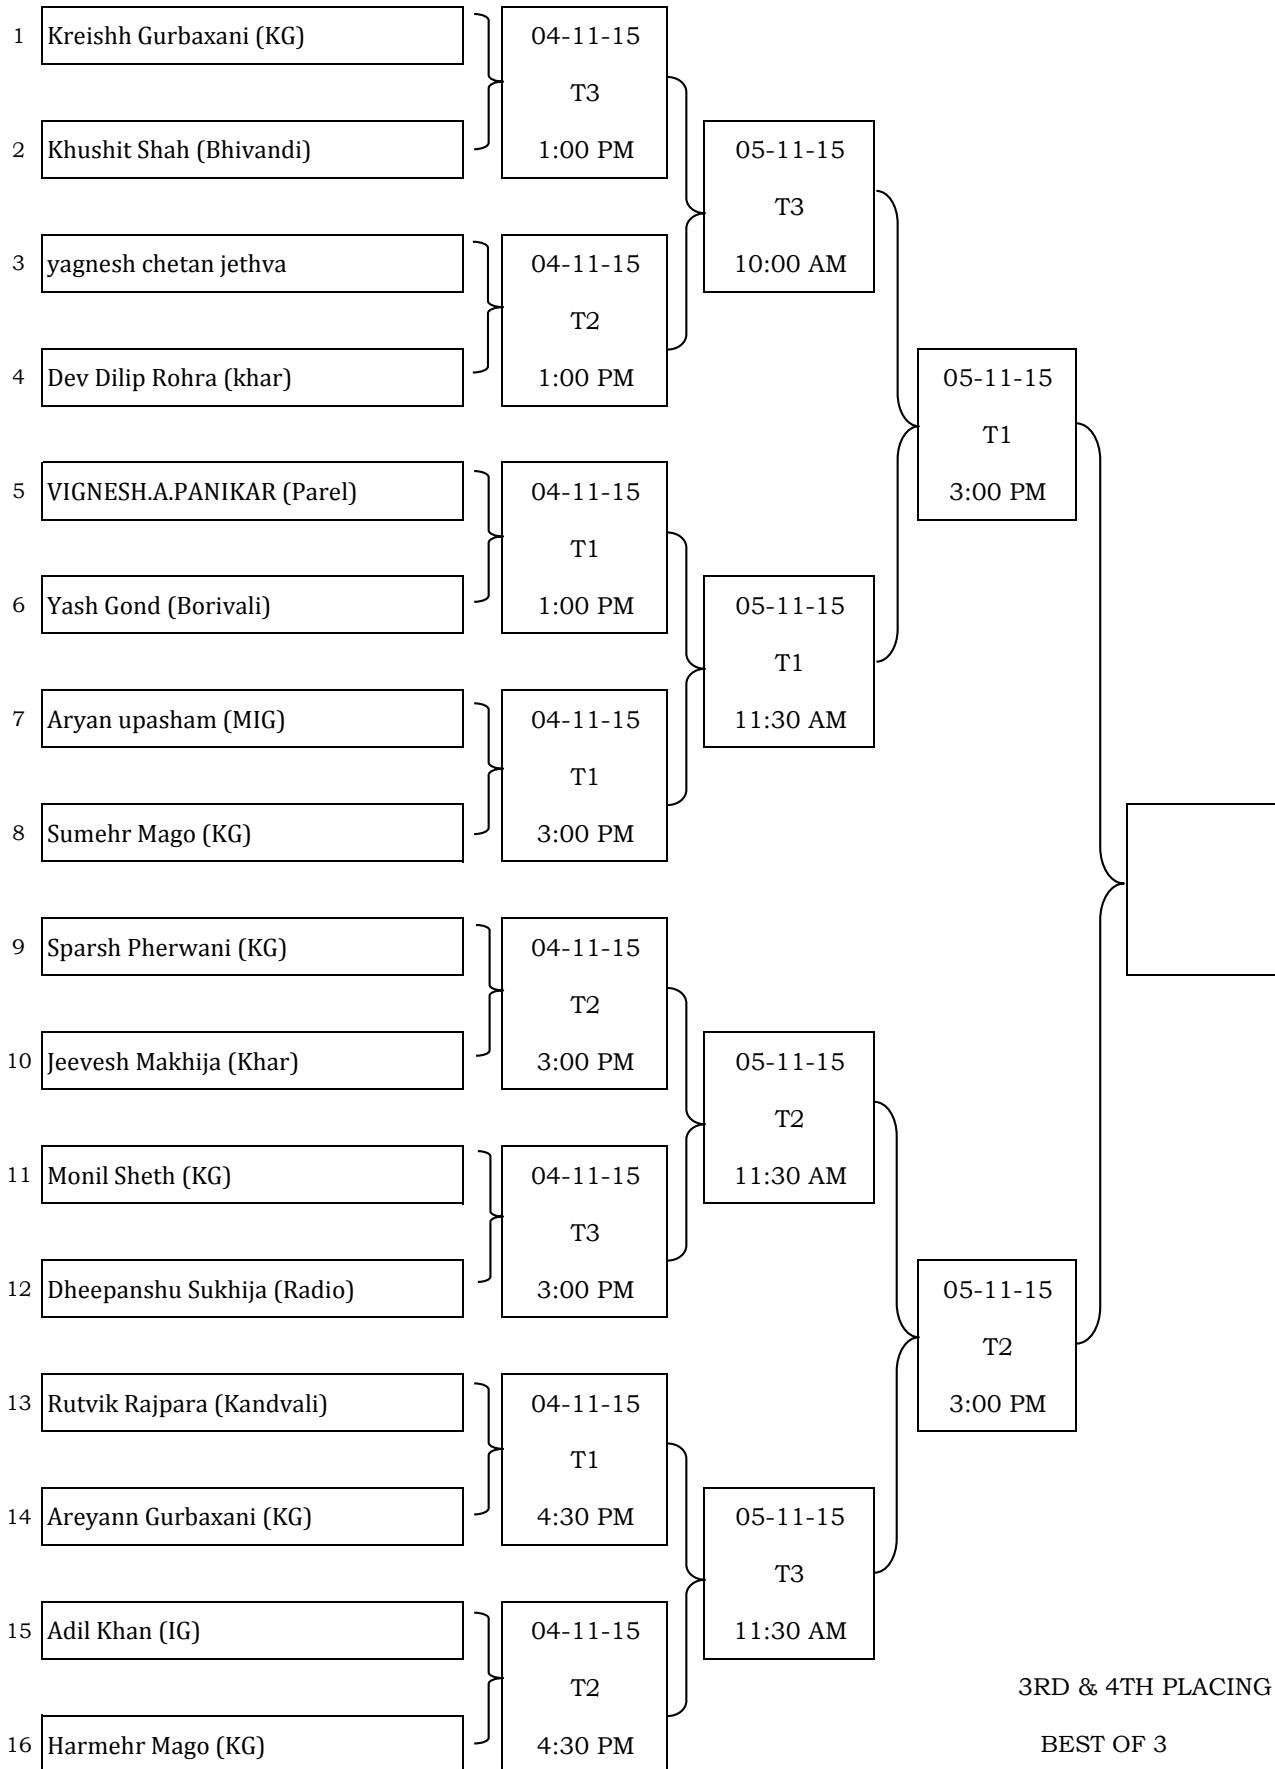 1 Kreishh Gurbaxani (KG) 04-11-15
T3
2 Khushit Shah (Bhivandi) 1:00 PM 05-11-15
T3
3 yagnesh chetan jethva 04-11-15 10:00 AM
T2
4 Dev Dilip Rohra (khar) 1:00 PM 05-11-15
T1
5 VIGNESH.A.PANIKAR (Parel) 04-11-15 3:00 PM
T1
6 Yash Gond (Borivali) 1:00 PM 05-11-15
T1
7 Aryan upasham (MIG) 04-11-15 11:30 AM
T1
8 Sumehr Mago (KG) 3:00 PM
9 Sparsh Pherwani (KG) 04-11-15
T2
10 Jeevesh Makhija (Khar) 3:00 PM 05-11-15
T2
11 Monil Sheth (KG) 04-11-15 11:30 AM
T3
12 Dheepanshu Sukhija (Radio) 3:00 PM 05-11-15
T2
13 Rutvik Rajpara (Kandvali) 04-11-15 3:00 PM
T1
14 Areyann Gurbaxani (KG) 4:30 PM 05-11-15
T3
15 Adil Khan (IG) 04-11-15 11:30 AM
T2 3RD & 4TH PLACING
16 Harmehr Mago (KG) 4:30 PM BEST OF 3